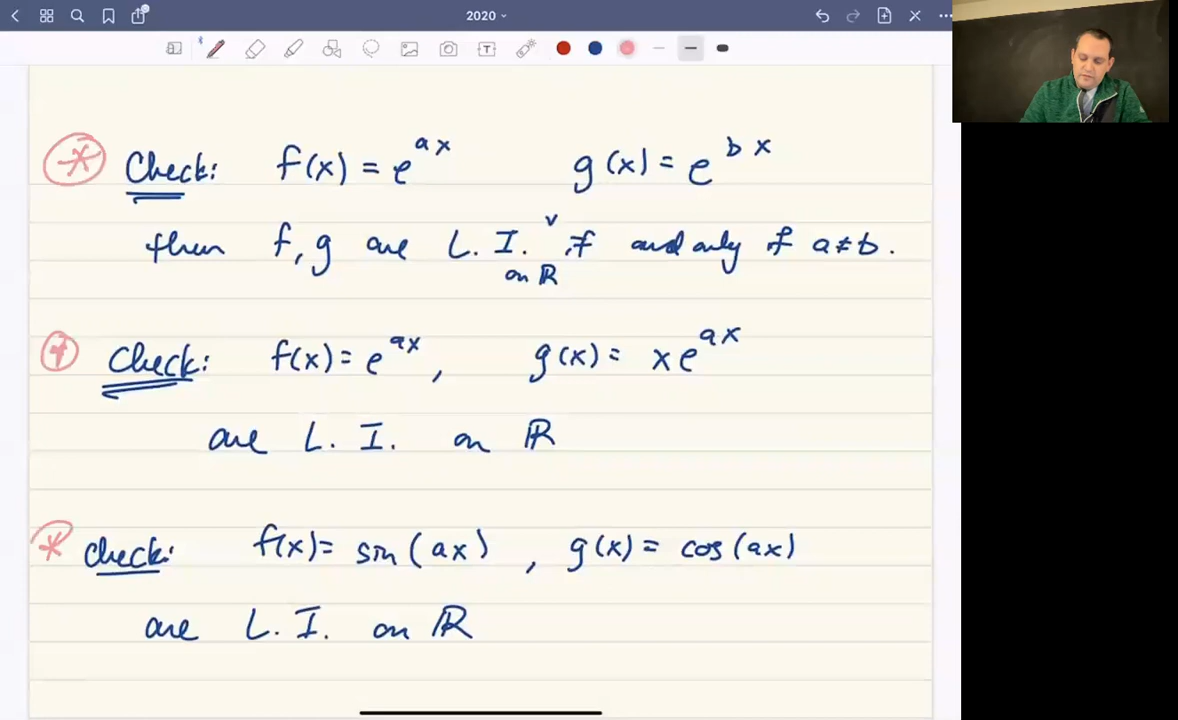 2020
Check: f(x) = e^{ax} g(x) = e^{bx}
then f, g are L. I. on ℝ if and only if a ≠ b.
Check: f(x) = e^{ax}, g(x) = xe^{ax}
are L. I. on ℝ
Check: f(x) = sin(ax), g(x) = cos(ax)
are L. I. on ℝ